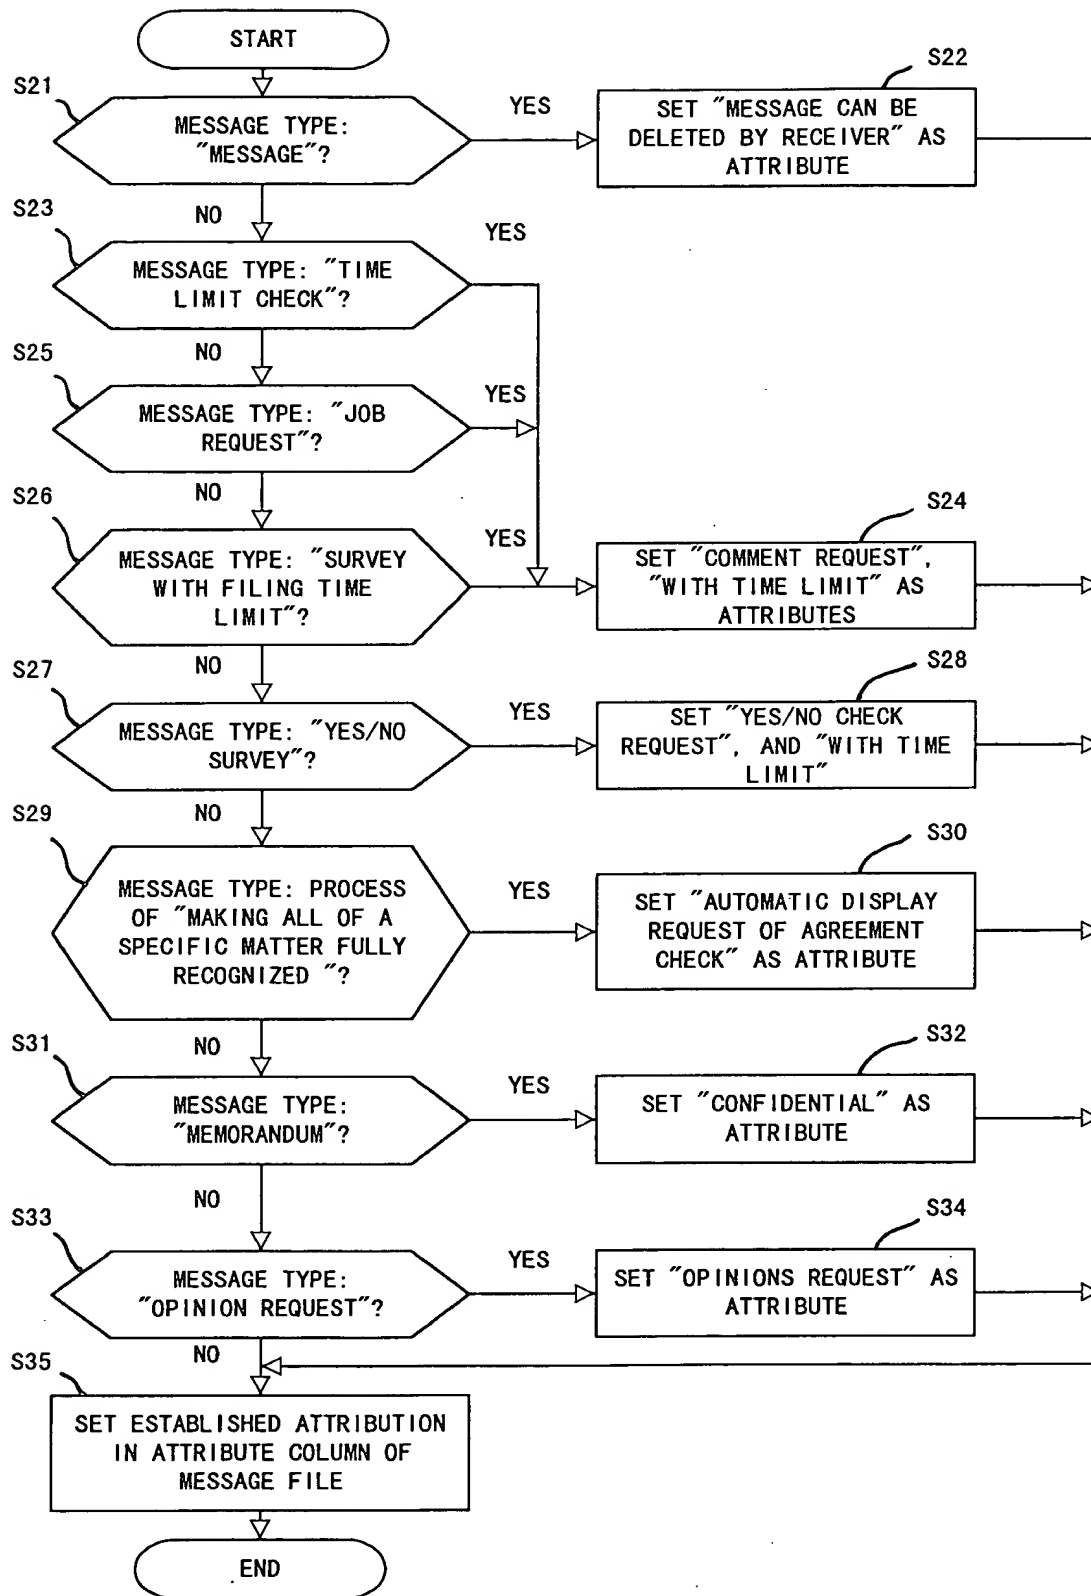 START
S21
MESSAGE TYPE:
"MESSAGE"?
YES
S22
SET "MESSAGE CAN BE
DELETED BY RECEIVER" AS
ATTRIBUTE
NO
S23
MESSAGE TYPE: "TIME
LIMIT CHECK"?
YES
NO
S25
MESSAGE TYPE: "JOB
REQUEST"?
YES
NO
S26
MESSAGE TYPE: "SURVEY
WITH FILING TIME
LIMIT"?
YES
S24
SET "COMMENT REQUEST",
"WITH TIME LIMIT" AS
ATTRIBUTES
NO
S27
MESSAGE TYPE: "YES/NO
SURVEY"?
YES
S28
SET "YES/NO CHECK
REQUEST", AND "WITH TIME
LIMIT"
NO
S29
MESSAGE TYPE: PROCESS
OF "MAKING ALL OF A
SPECIFIC MATTER FULLY
RECOGNIZED "?
YES
S30
SET "AUTOMATIC DISPLAY
REQUEST OF AGREEMENT
CHECK" AS ATTRIBUTE
NO
S31
MESSAGE TYPE:
"MEMORANDUM"?
YES
S32
SET "CONFIDENTIAL" AS
ATTRIBUTE
NO
S33
MESSAGE TYPE:
"OPINION REQUEST"?
YES
S34
SET "OPINIONS REQUEST" AS
ATTRIBUTE
NO
S35
SET ESTABLISHED ATTRIBUTION
IN ATTRIBUTE COLUMN OF
MESSAGE FILE
END